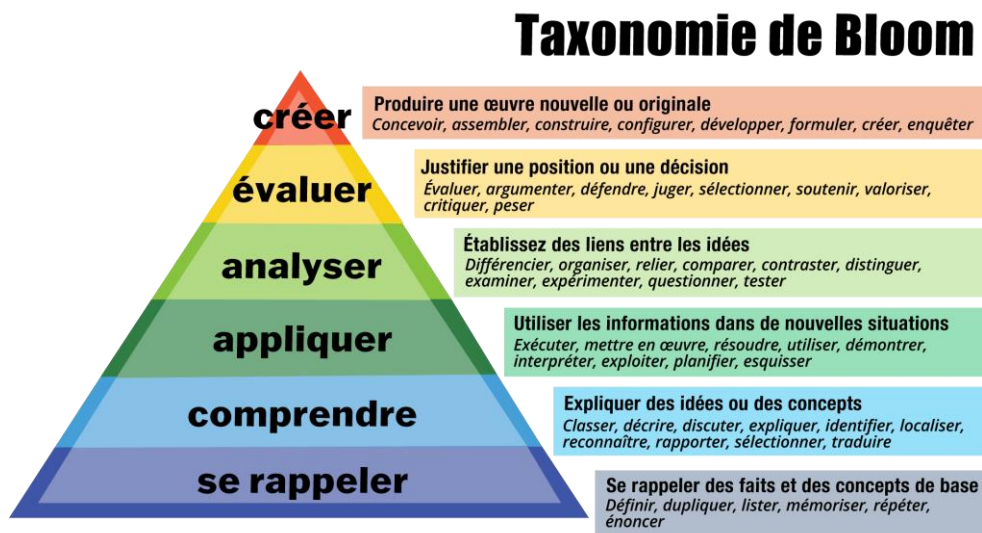 Taxonomie de Bloom
créer
Produire une œuvre nouvelle ou originale
Concevoir, assembler, construire, configurer, développer, formuler, créer, enquêter
évaluer
Justifier une position ou une décision
Évaluer, argumenter, défendre, juger, sélectionner, soutenir, valoriser,
critiquer, peser
analyser
Établissez des liens entre les idées
Différencier, organiser, relier, comparer, contraster, distinguer,
examiner, expérimenter, questionner, tester
appliquer
Utiliser les informations dans de nouvelles situations
Exécuter, mettre en œuvre, résoudre, utiliser, démontrer,
interpréter, exploiter, planifier, esquisser
comprendre
Expliquer des idées ou des concepts
Classer, décrire, discuter, expliquer, identifier, localiser,
reconnaître, rapporter, sélectionner, traduire
se rappeler
Se rappeler des faits et des concepts de base
Définir, dupliquer, lister, mémoriser, répéter,
énoncer